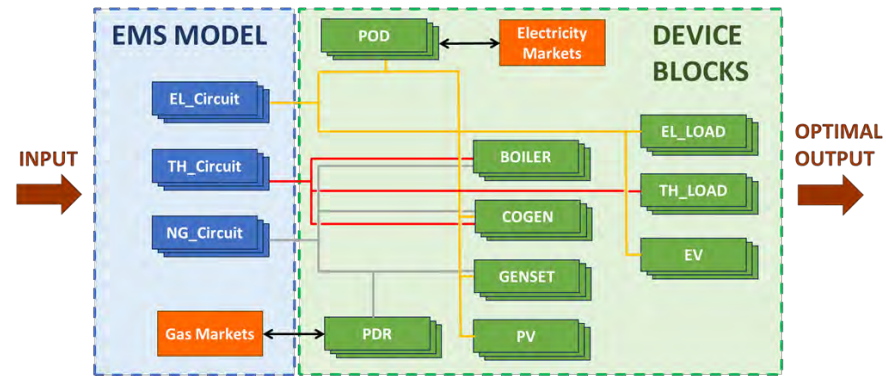 EMS MODEL
POD
Electricity
Markets
DEVICE
BLOCKS
EL_Circuit
EL_LOAD
INPUT
OPTIMAL
OUTPUT
TH_Circuit
BOILER
TH_LOAD
COGEN
NG_Circuit
EV
GENSET
Gas Markets
PDR
PV